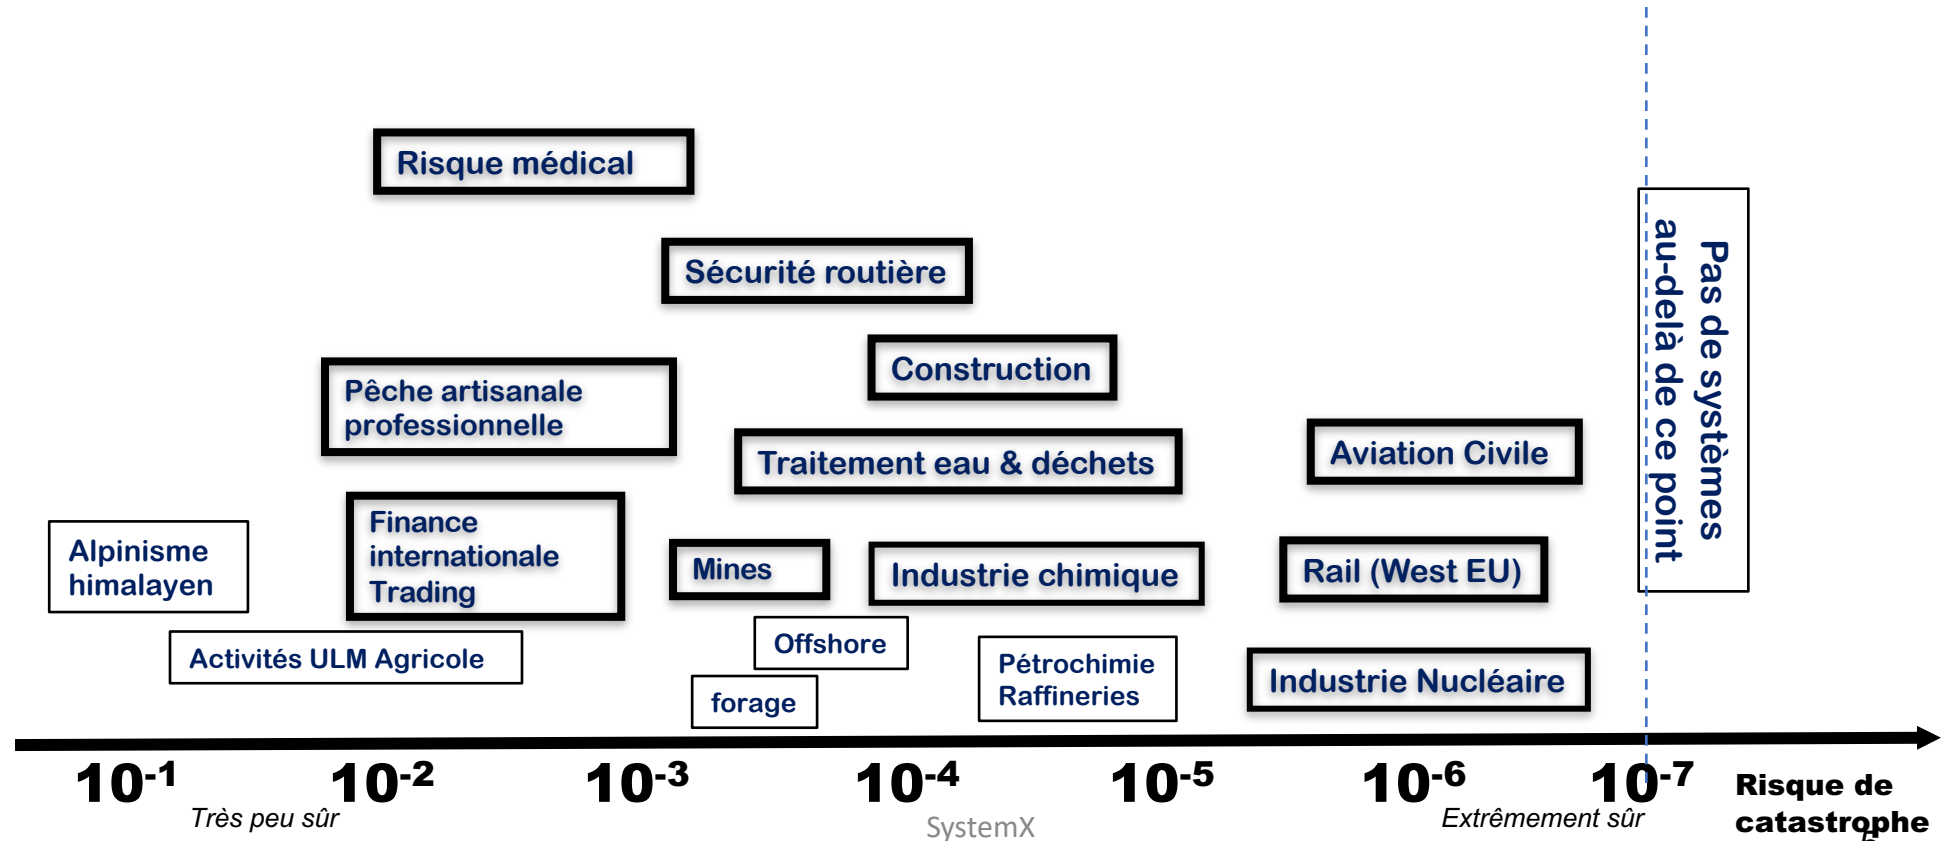 Risque médical
Sécurité routière
Construction
Pêche artisanale
professionnelle
Traitement eau & déchets
Aviation Civile
Pas de systèmes
au-delà de ce point
Finance
internationale
Trading
Alpinisme
himalayen
Mines
Industrie chimique
Rail (West EU)
Activités ULM Agricole
Offshore
forage
Pétrochimie
Raffineries
Industrie Nucléaire
10-1 10-2 10-3 10-4 10-5 10-6 10-7
Risque de
catastrophe
Très peu sûr
Extrêmement sûr
SystemX